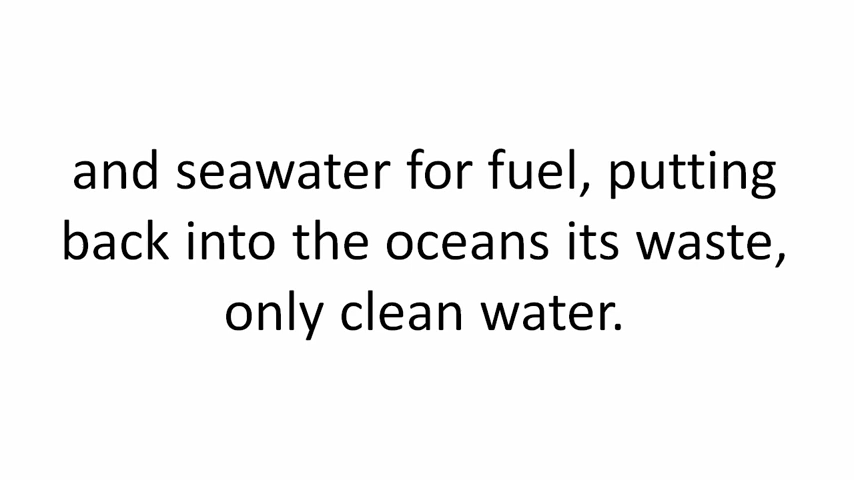 and seawater for fuel, putting
back into the oceans its waste,
only clean water.